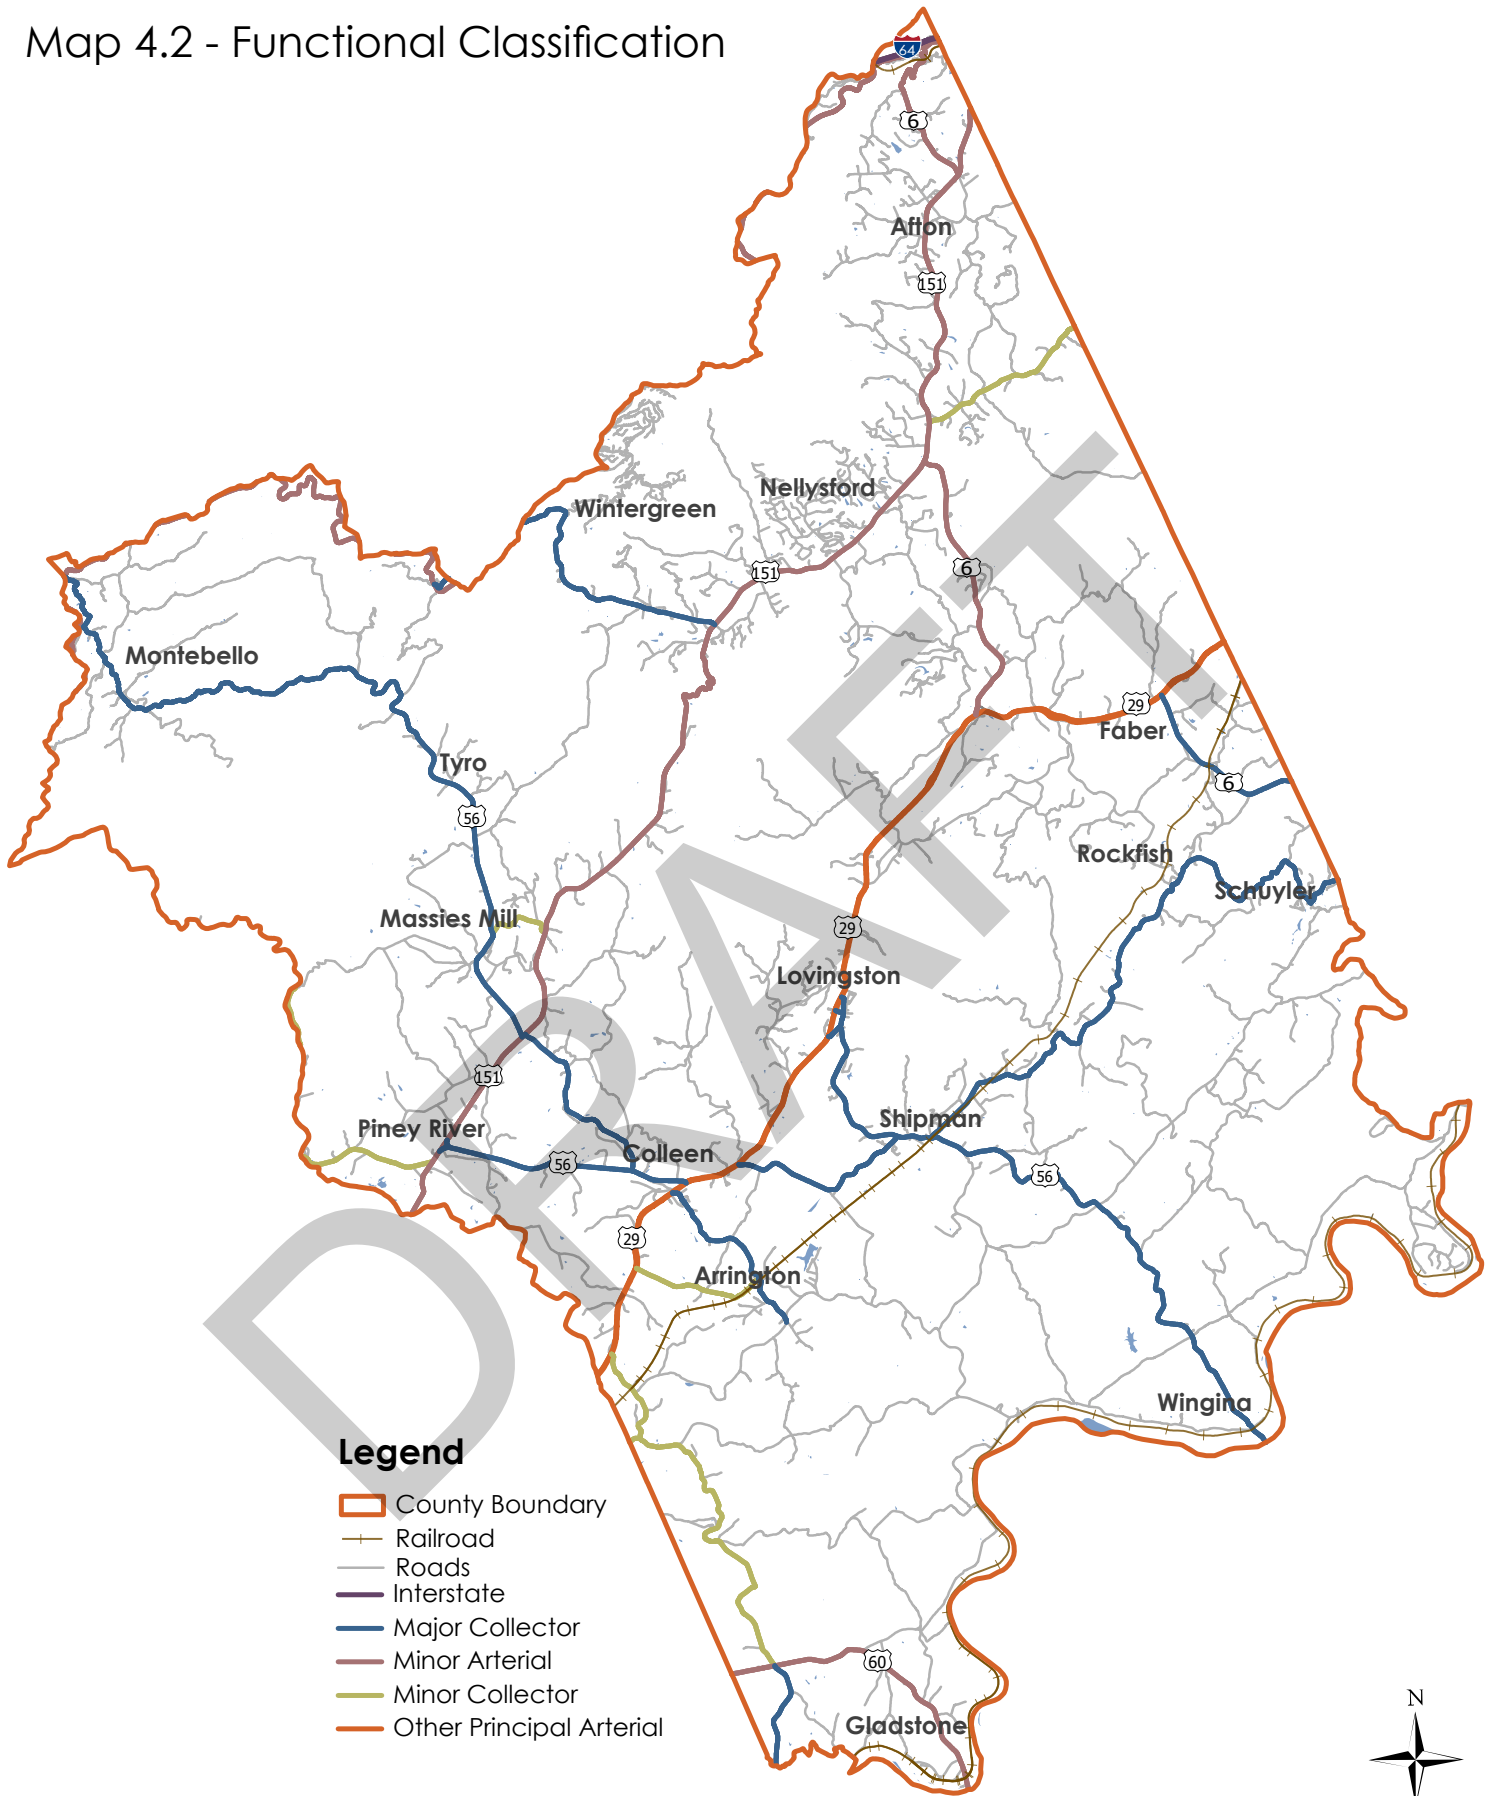 Map 4.2 - Functional Classification
64
6
Afton
151
Nellysford
Wintergreen
151
6
Montebello
29
Faber
Tyro
6
56
Rockfish
Schuyler
Massies Mill
29
Lovingston
151
Shipman
Piney River
Colleen
56
56
29
Arrington
Wingina
60
Gladstone
DRAFT
Legend
County Boundary
Railroad
Roads
Interstate
Major Collector
Minor Arterial
Minor Collector
Other Principal Arterial
N